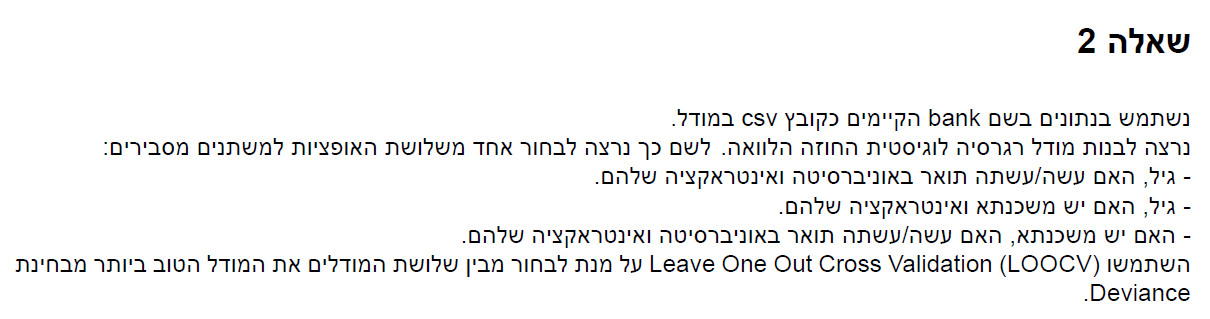 שאלה 2
נשתמש בנתונים בשם bank הקיימים כקובץ csv במודל.
נרצה לבנות מודל רגרסיה לוגיסטית החוזה הלוואה. לשם כך נרצה לבחור אחד משלושת האופציות למשתנים מסבירים:
- גיל, האם עשה/עשתה תואר באוניברסיטה ואינטראקציה שלהם.
- גיל, האם יש משכנתא ואינטראקציה שלהם.
- האם יש משכנתא, האם עשה/עשתה תואר באוניברסיטה ואינטראקציה שלהם.
השתמשו Leave One Out Cross Validation (LOOCV) על מנת לבחור מבין שלושת המודלים את המודל הטוב ביותר מבחינת
Deviance.